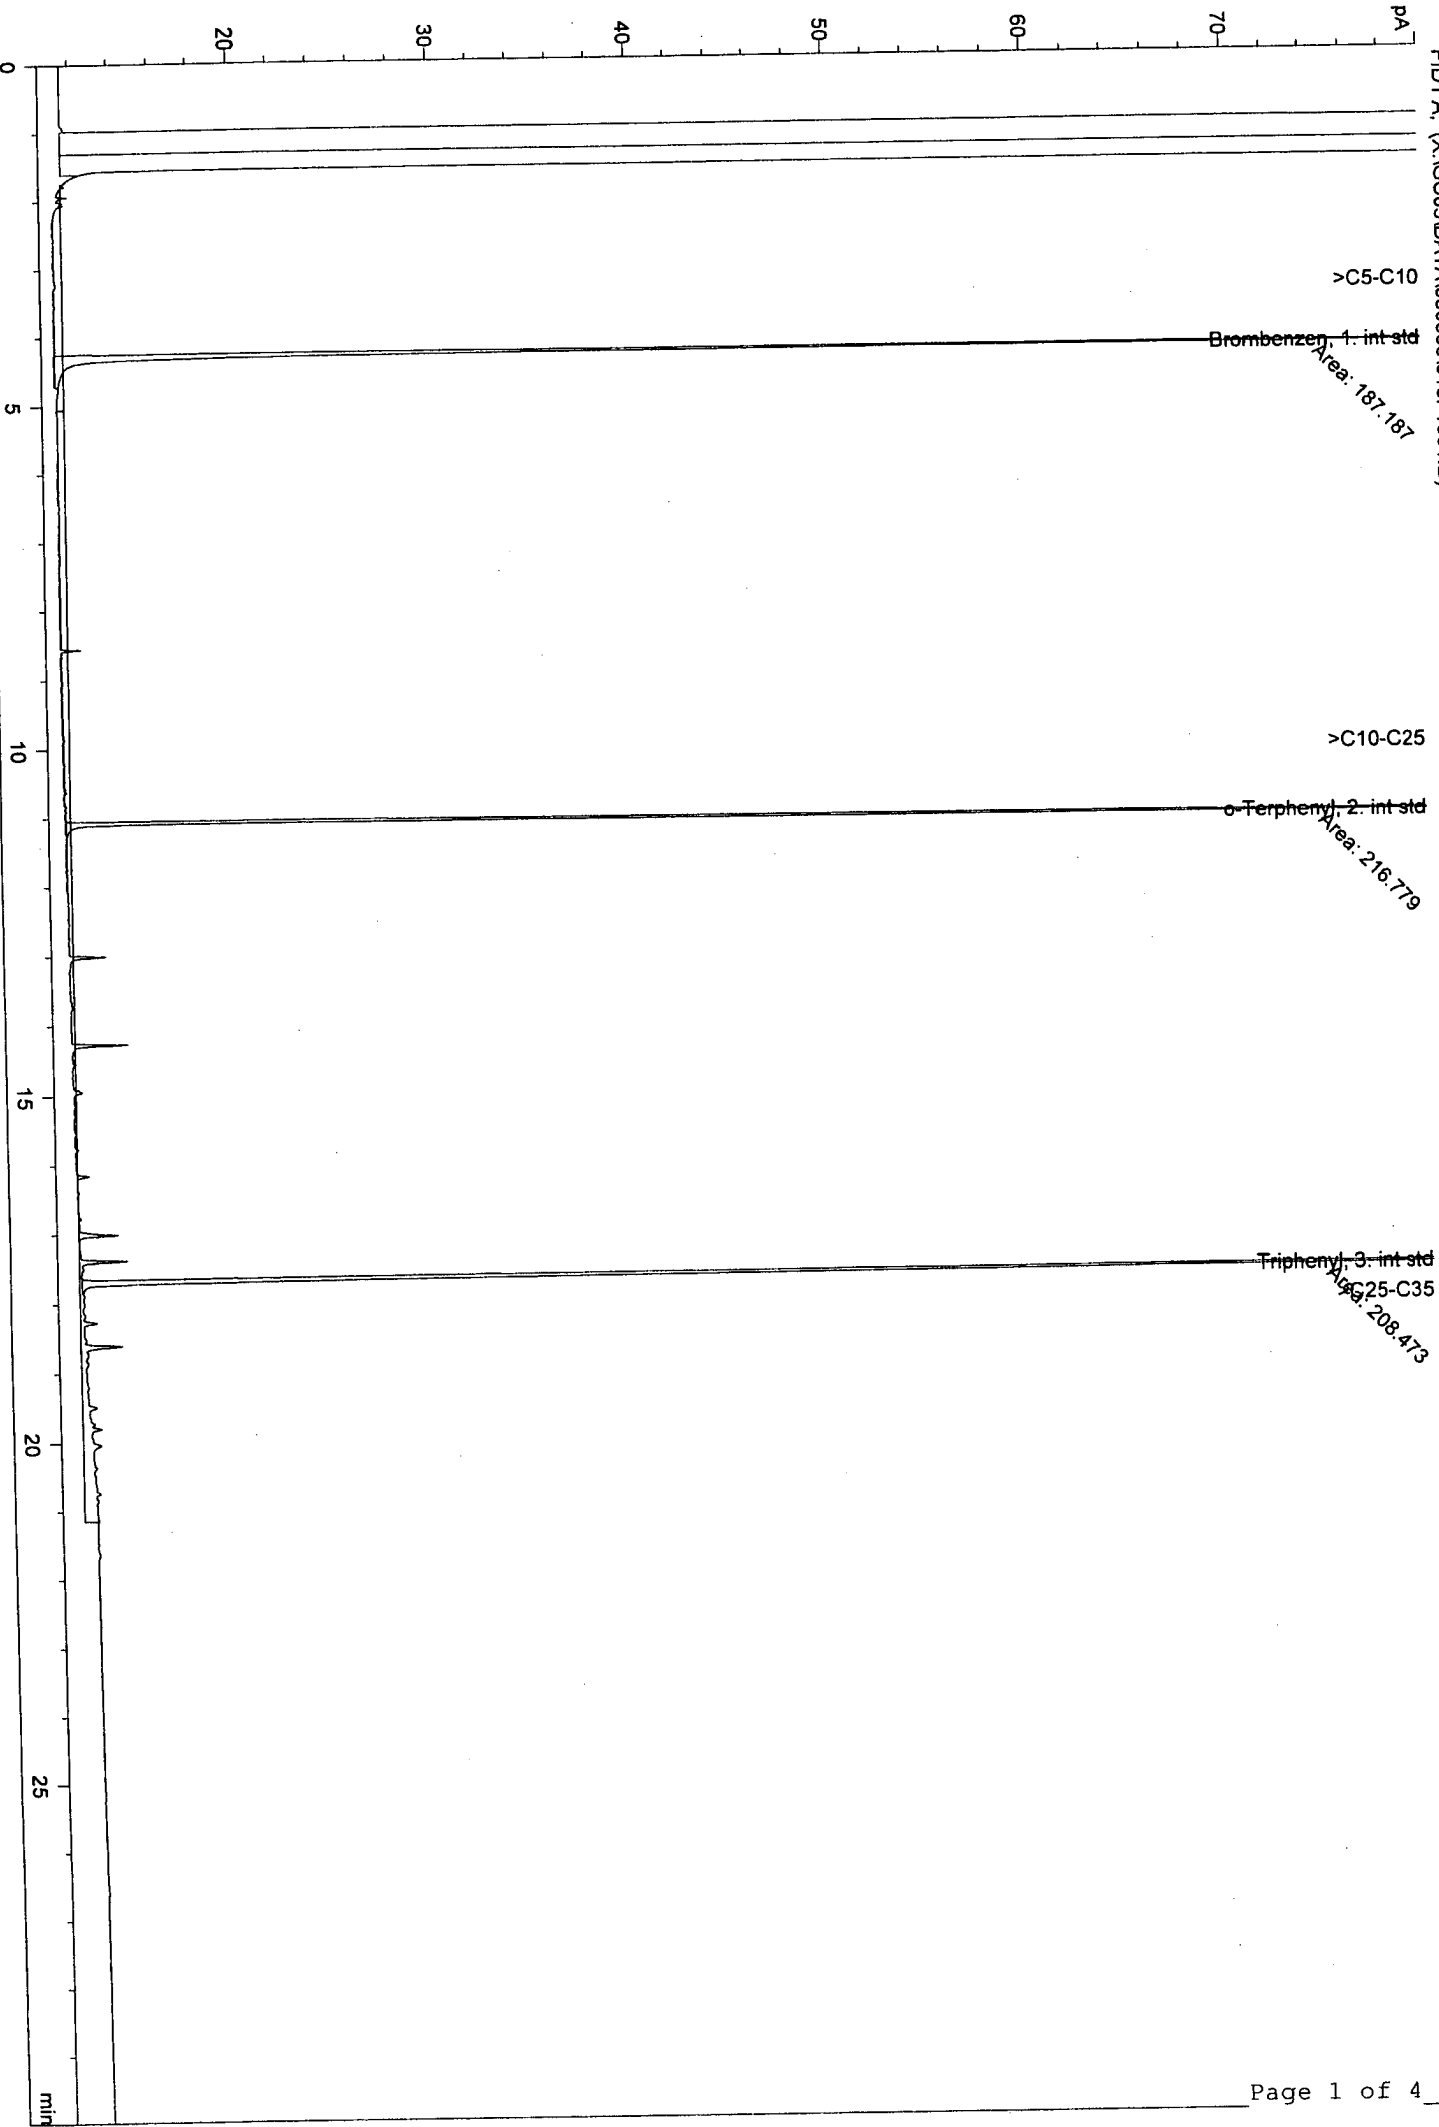 pA
70
60
50
40
30
20
>C5-C10
Brombenzen, 1. int std
Area: 187.187
>C10-C25
o-Terphenyl, 2. int std
Area: 216.779
Triphenyl, 3. int std
Area: 208.473
>C25-C35
0
5
10
15
20
25
min
Page 1 of 4